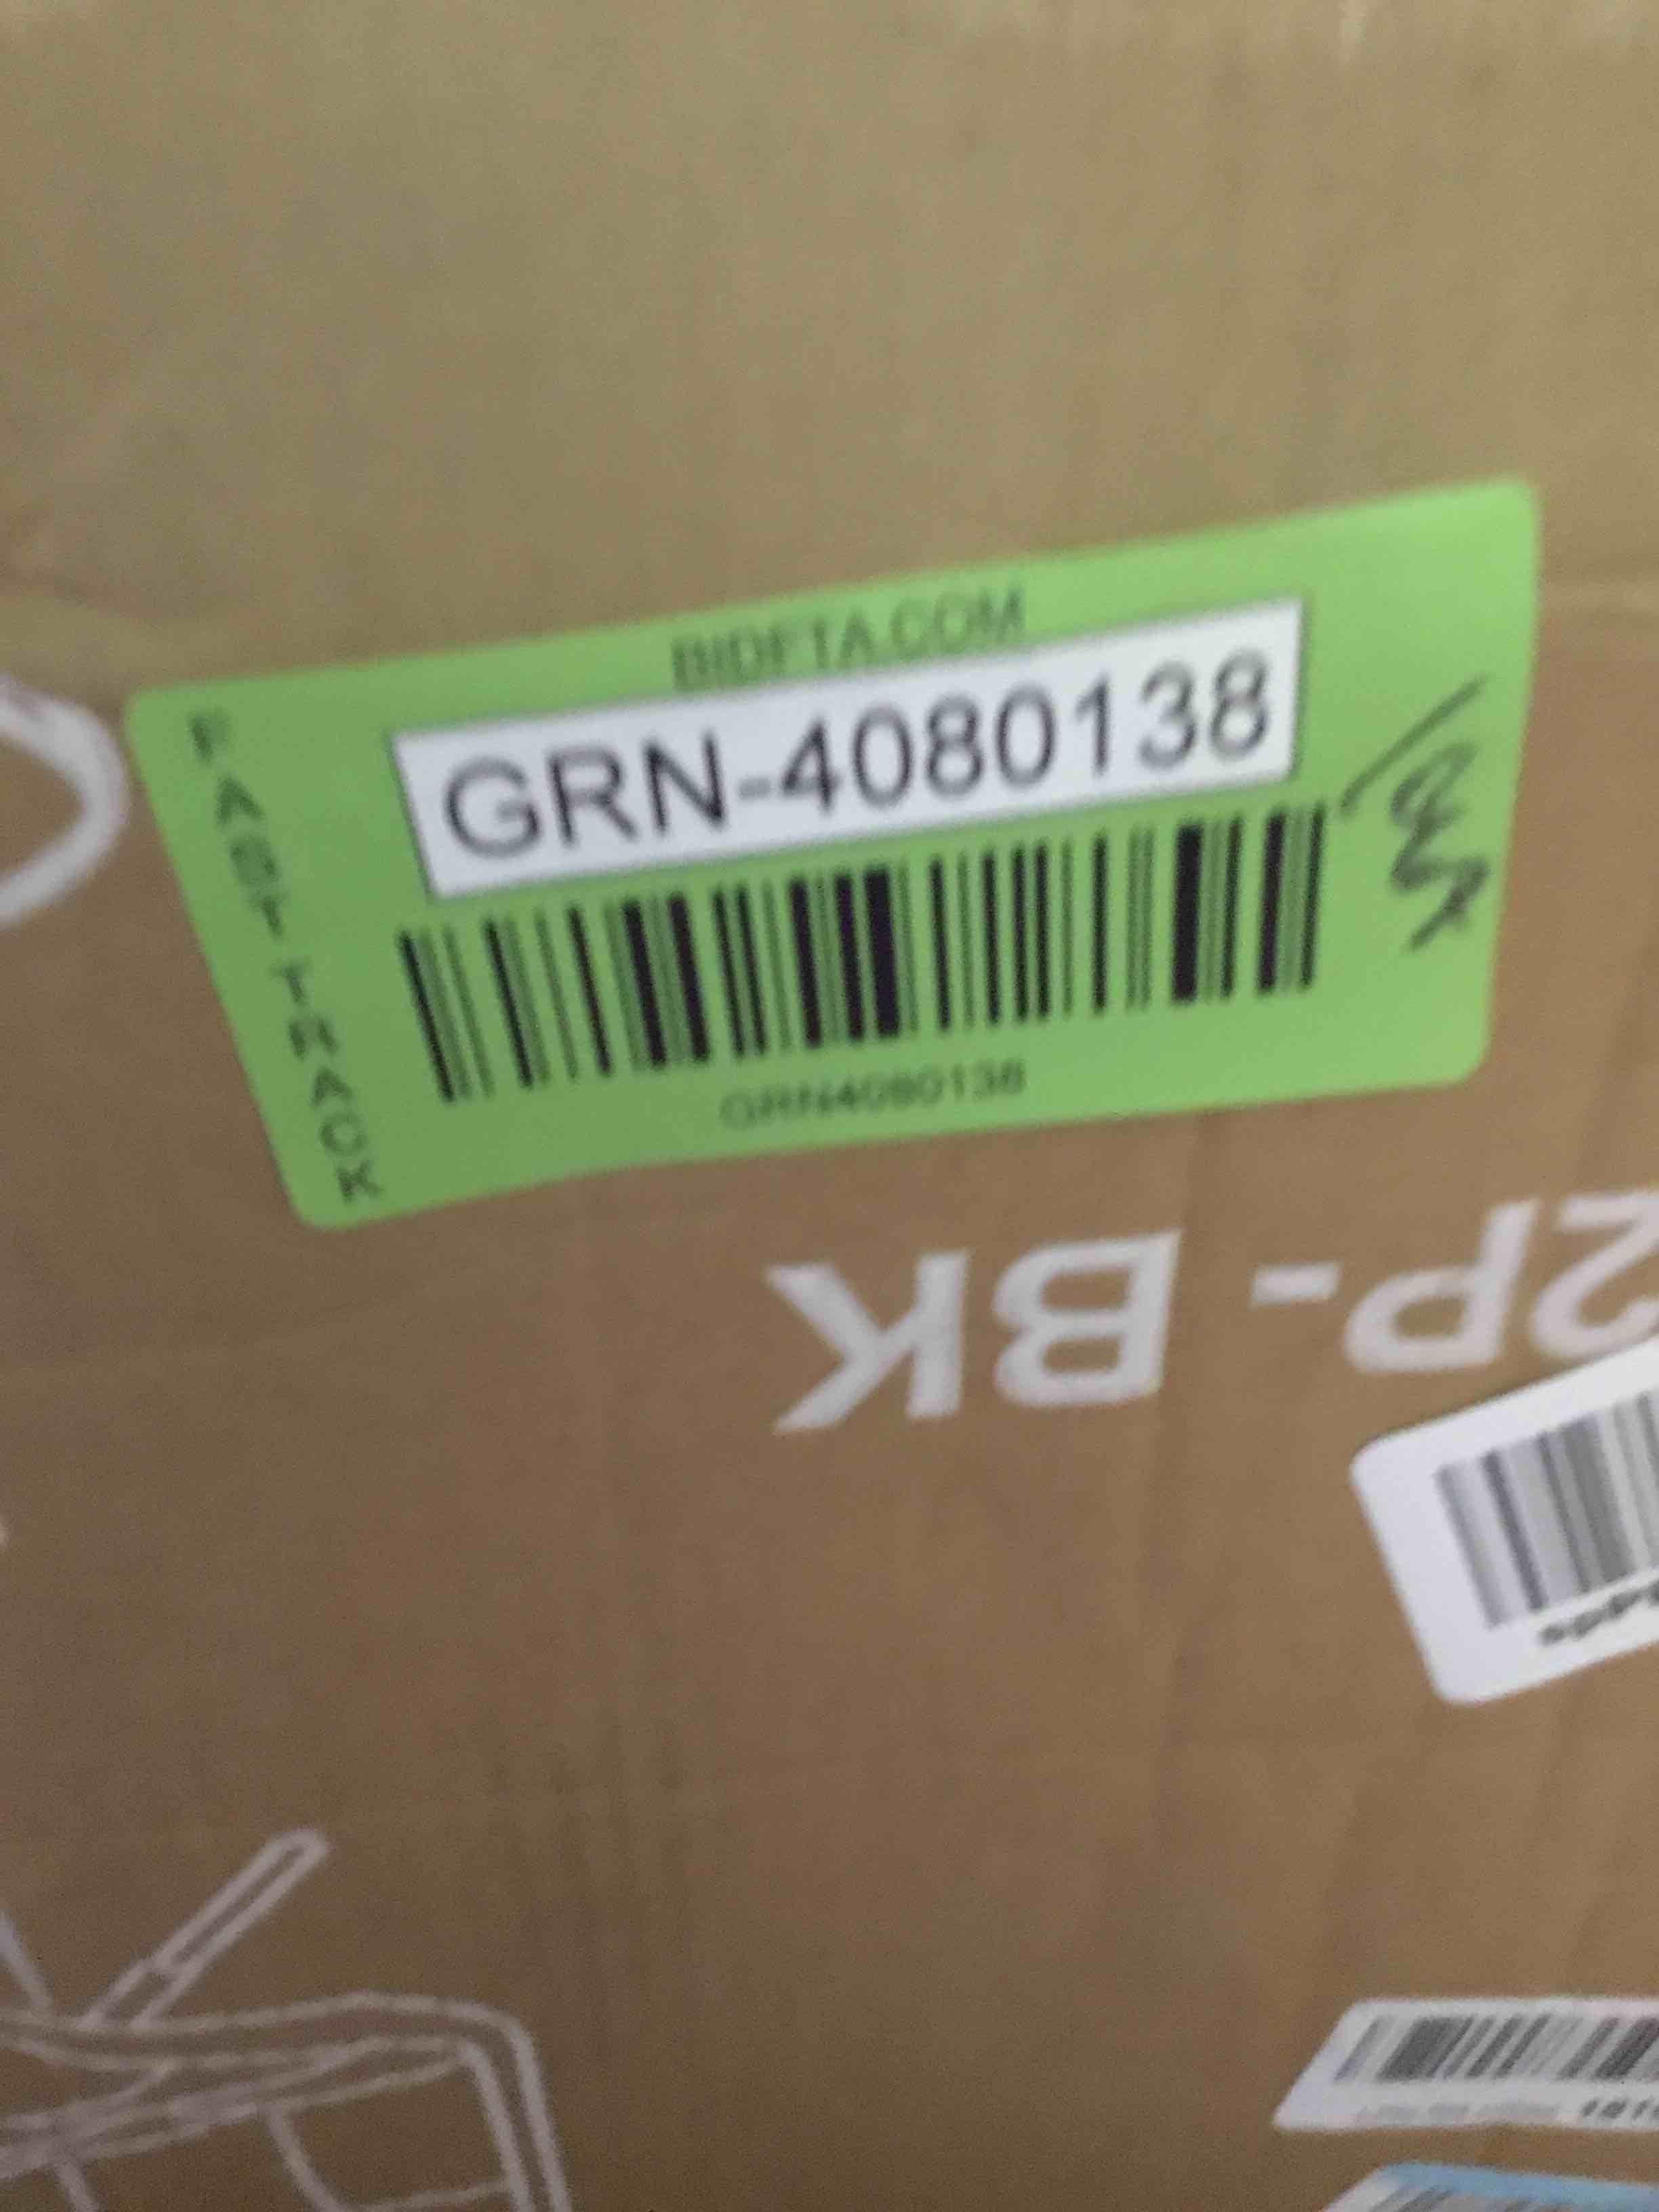 BIDFTA.COM
FAST TRACK
GRN-4080138
GRN4080138
2P-BK